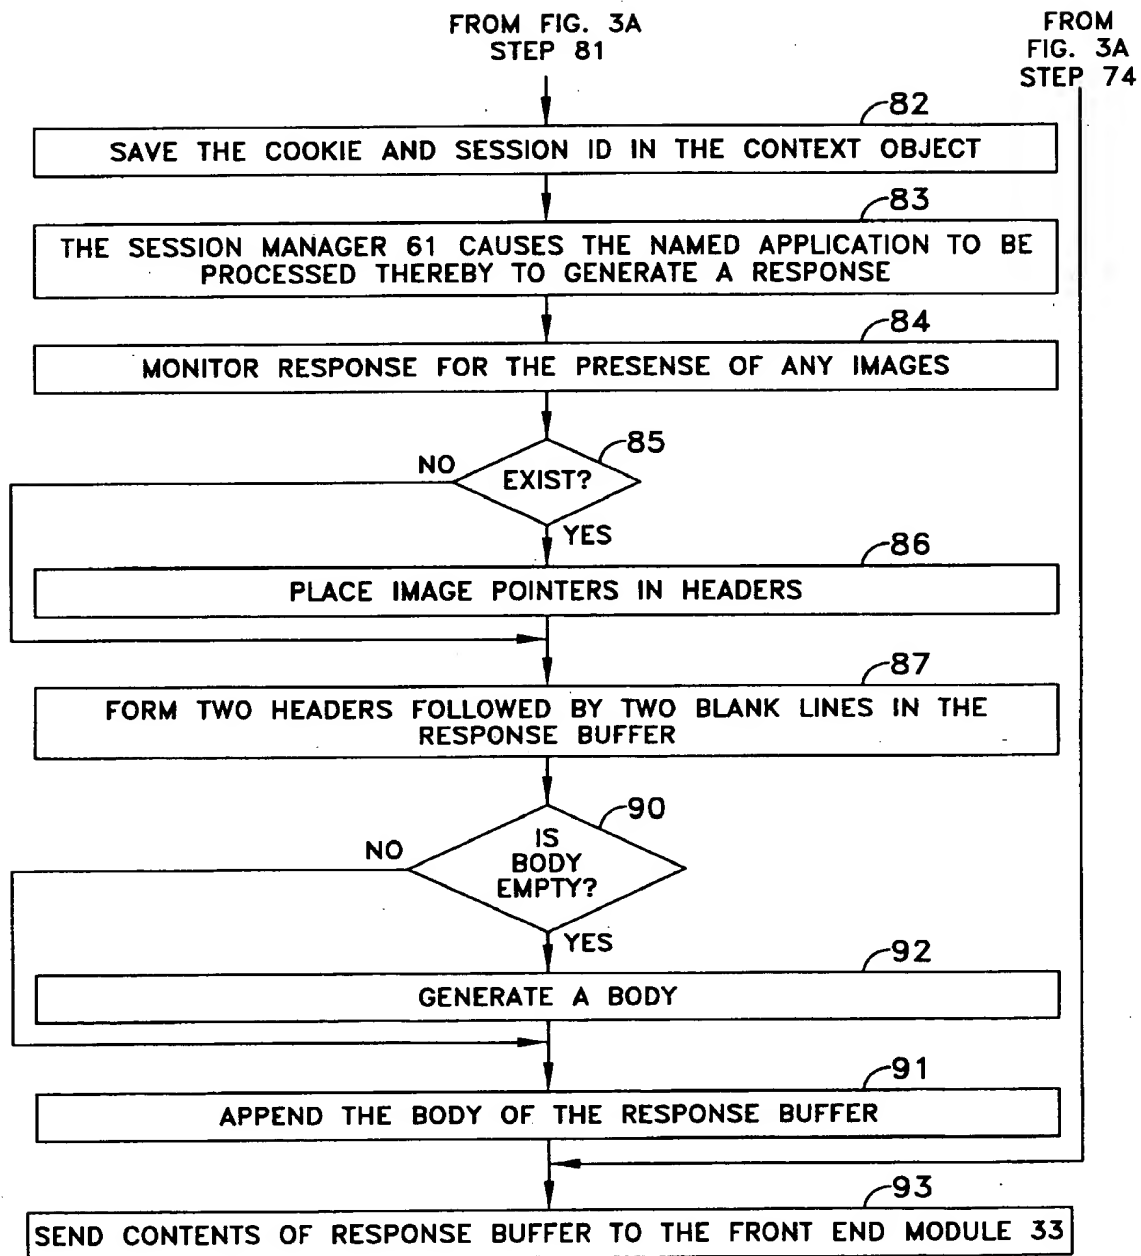 FROM FIG. 3A
STEP 81
FROM
FIG. 3A
STEP 74
82
SAVE THE COOKIE AND SESSION ID IN THE CONTEXT OBJECT
83
THE SESSION MANAGER 61 CAUSES THE NAMED APPLICATION TO BE
PROCESSED THEREBY TO GENERATE A RESPONSE
84
MONITOR RESPONSE FOR THE PRESENSE OF ANY IMAGES
85
NO
EXIST?
YES
86
PLACE IMAGE POINTERS IN HEADERS
87
FORM TWO HEADERS FOLLOWED BY TWO BLANK LINES IN THE
RESPONSE BUFFER
90
NO
IS
BODY
EMPTY?
YES
92
GENERATE A BODY
91
APPEND THE BODY OF THE RESPONSE BUFFER
93
SEND CONTENTS OF RESPONSE BUFFER TO THE FRONT END MODULE 33